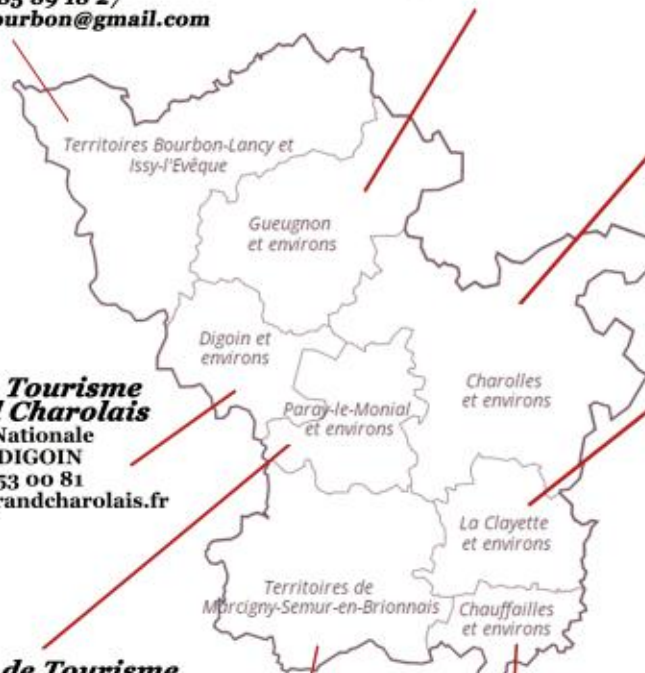 ourbon@gmail.com
Territoires Bourbon-Lancy et
Issy-l'Evêque
Gueugnon
et environs
Digoin et
environs
Tourisme
Charolais
Nationale
DIGOIN
53 00 81
randcharolais.fr
Paray-le-Monial
et environs
Charolles
et environs
La Clayette
et environs
Territoires de
Marcigny-Semur-en-Brionnais
Chauffailles
et environs
de Tourisme